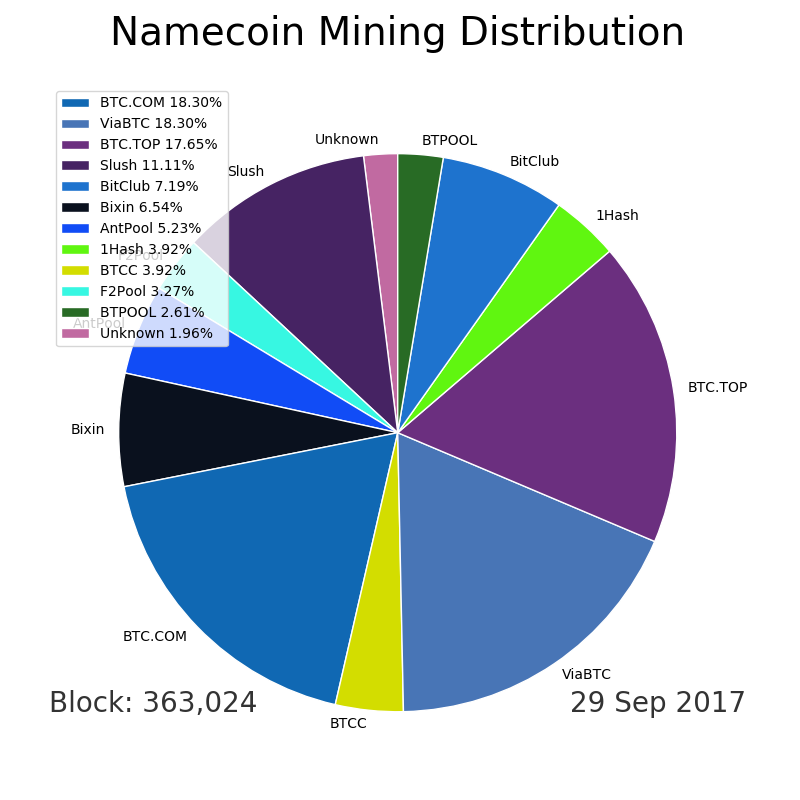 Namecoin Mining Distribution
BTC.COM 18.30%
ViaBTC 18.30%
BTC.TOP 17.65%
Slush 11.11%
BitClub 7.19%
Bixin 6.54%
AntPool 5.23%
1Hash 3.92%
BTCC 3.92%
F2Pool 3.27%
BTPOOL 2.61%
Unknown 1.96%
Unknown
BTPOOL
BitClub
Slush
1Hash
F2Pool
AntPool
BTC.TOP
Bixin
BTC.COM
ViaBTC
Block: 363,024
29 Sep 2017
BTCC